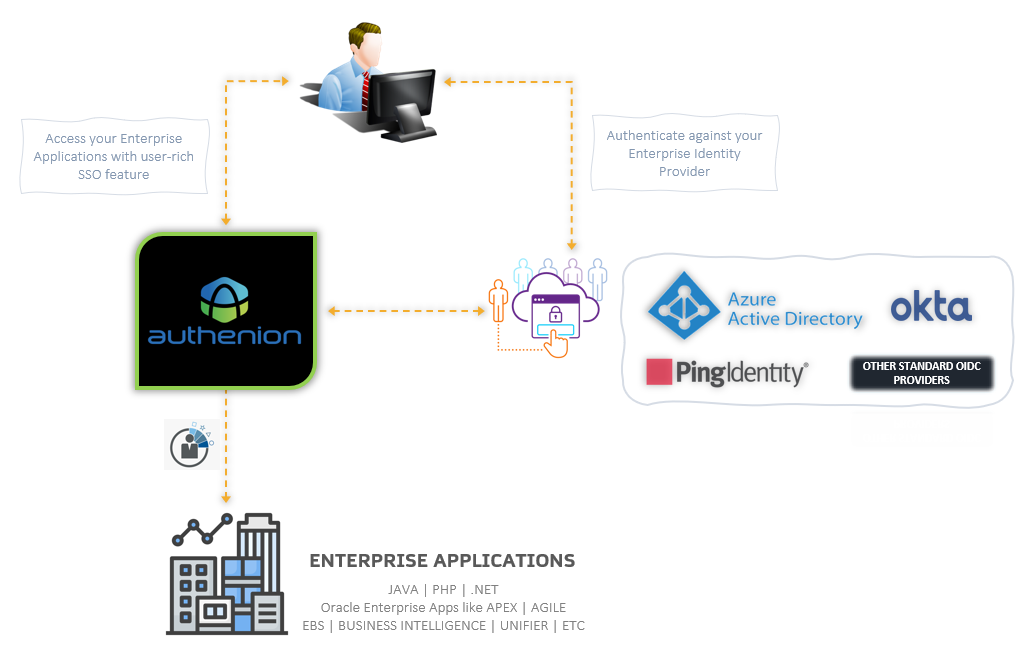 Access your Enterprise
Applications with user-rich
SSO feature
Authenticate against your
Enterprise Identity
Provider
authenion
Azure
Active Directory
okta
PingIdentity®
OTHER STANDARD OIDC
PROVIDERS
ENTERPRISE APPLICATIONS
JAVA | PHP | .NET
Oracle Enterprise Apps like APEX | AGILE
EBS | BUSINESS INTELLIGENCE | UNIFIER | ETC